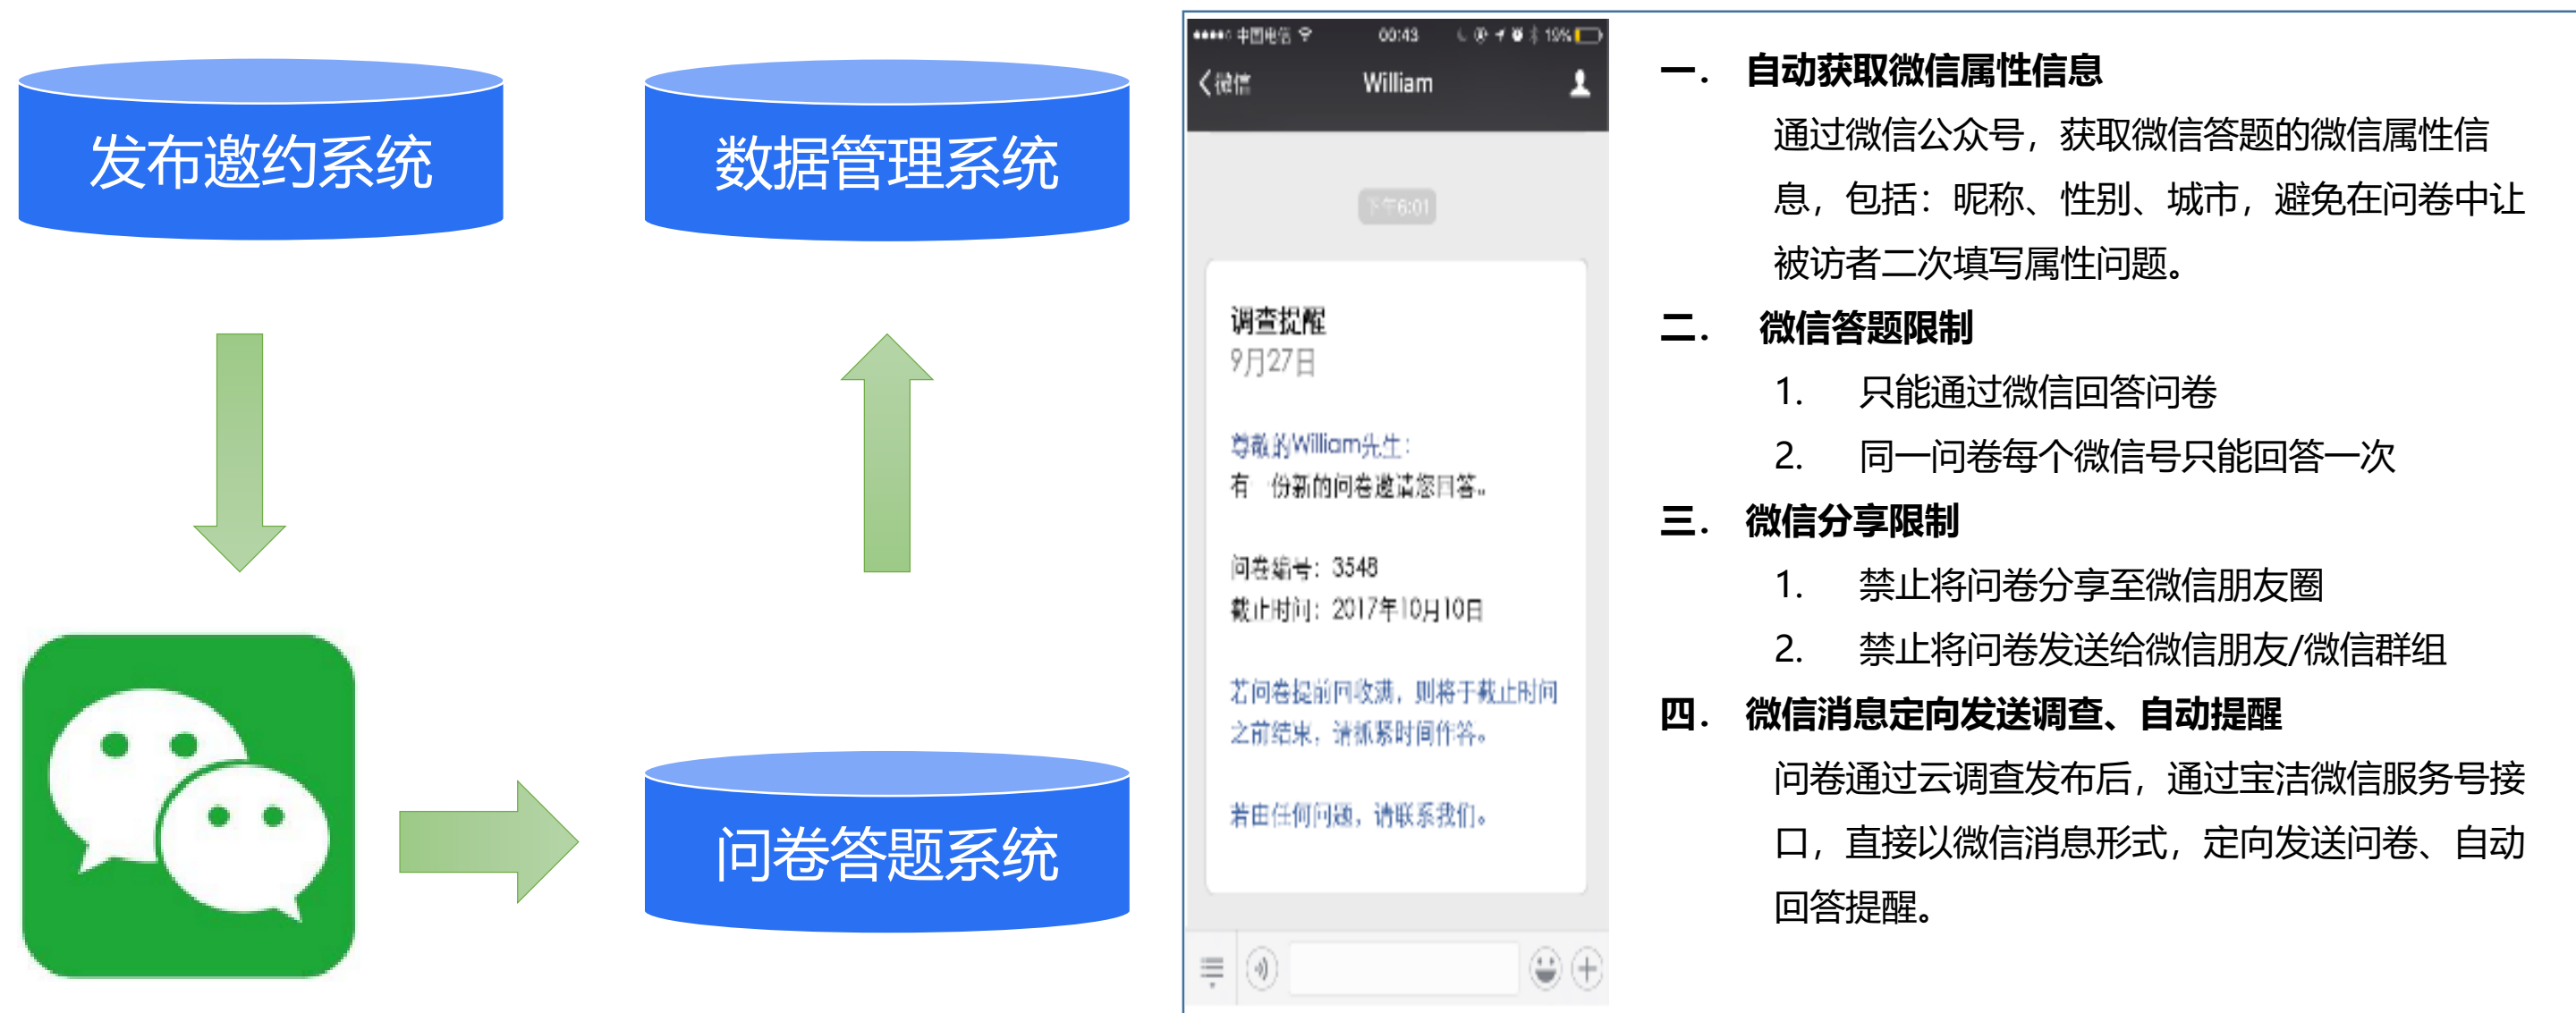 发布邀约系统
数据管理系统
问卷答题系统
中国电信 00:43 19%
微信 William
下午6:01
调查提醒
9月27日
尊敬的William先生：
有一份新的问卷邀请您回答。
问卷编号：3548
截止时间：2017年10月10日
若问卷提前回收满，则将于截止时间
之前结束，请抓紧时间作答。
若由任何问题，请联系我们。
一. 自动获取微信属性信息
通过微信公众号，获取微信答题的微信属性信
息，包括：昵称、性别、城市，避免在问卷中让
被访者二次填写属性问题。
二. 微信答题限制
1. 只能通过微信回答问卷
2. 同一问卷每个微信号只能回答一次
三. 微信分享限制
1. 禁止将问卷分享至微信朋友圈
2. 禁止将问卷发送给微信朋友/微信群组
四. 微信消息定向发送调查、自动提醒
问卷通过云调查发布后，通过宝洁微信服务号接
口，直接以微信消息形式，定向发送问卷、自动
回答提醒。